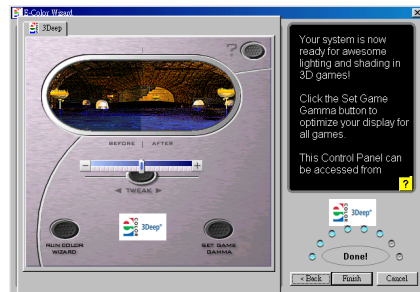 E-Color Wizard
3Deep
?
BEFORE | AFTER
- +
◄ TWEAK ►
RUN COLOR
WIZARD
3Deep®
SET GAME
GAMMA
Your system is now
ready for awesome
lighting and shading in
3D games!
Click the Set Game
Gamma button to
optimize your display for
all games.
This Control Panel can
be accessed from
?
3Deep®
Done!
< Back Finish Cancel